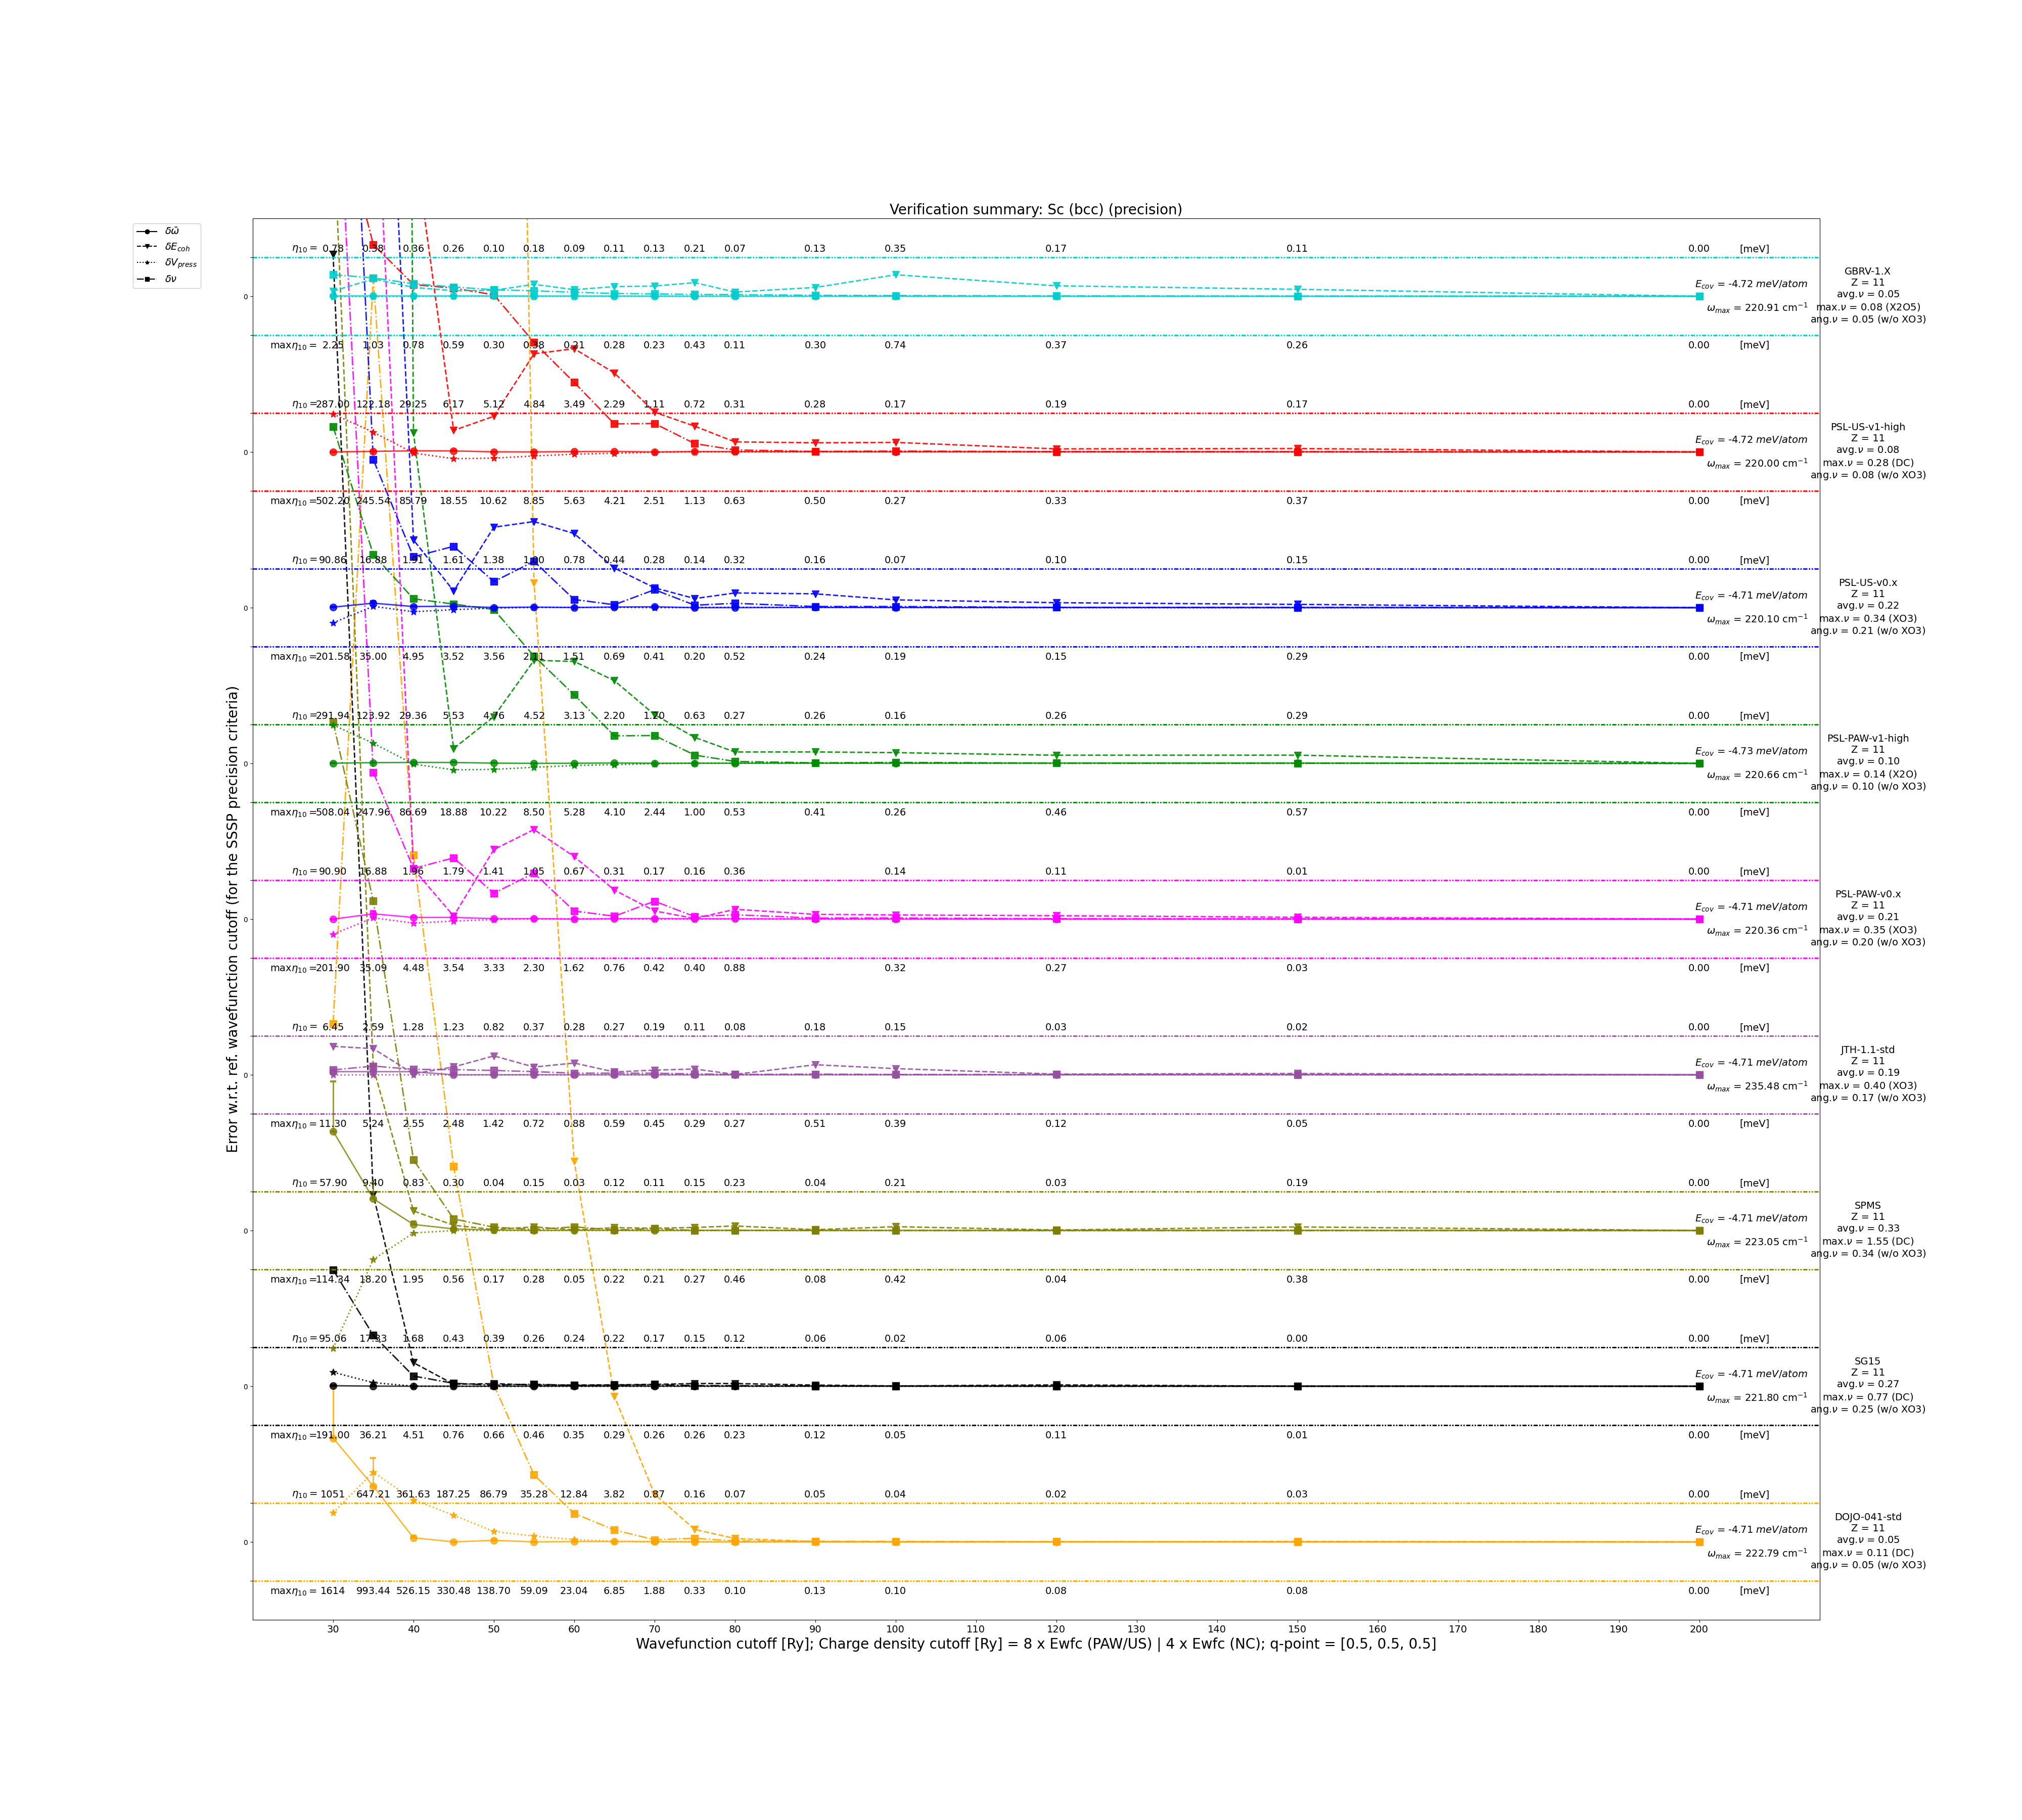 Verification summary: Sc (bcc) (precision)
δω̄
δE_coh
δV_press
δν
Error w.r.t. ref. wavefunction cutoff (for the SSSP precision criteria)
η₁₀ = 0.78 0.38 0.36 0.26 0.10 0.18 0.09 0.11 0.13 0.21 0.07 0.13 0.35 0.17 0.11 0.00 [meV]
0
E_cov = -4.72 meV/atom
ω_max = 220.91 cm⁻¹
maxη₁₀ = 2.25 1.03 0.78 0.59 0.30 0.38 0.21 0.28 0.23 0.43 0.11 0.30 0.74 0.37 0.26 0.00 [meV]
GBRV-1.X
Z = 11
avg.ν = 0.05
max.ν = 0.08 (X2O5)
ang.ν = 0.05 (w/o XO3)
η₁₀ = 287.00 122.18 29.25 6.17 5.12 4.84 3.49 2.29 1.11 0.72 0.31 0.28 0.17 0.19 0.17 0.00 [meV]
0
E_cov = -4.72 meV/atom
ω_max = 220.00 cm⁻¹
maxη₁₀ = 502.20 245.54 85.79 18.55 10.62 8.85 5.63 4.21 2.51 1.13 0.63 0.50 0.27 0.33 0.37 0.00 [meV]
PSL-US-v1-high
Z = 11
avg.ν = 0.08
max.ν = 0.28 (DC)
ang.ν = 0.08 (w/o XO3)
η₁₀ = 90.86 16.88 1.91 1.61 1.38 0.78 0.44 0.28 0.14 0.32 0.16 0.07 0.10 0.15 0.00 [meV]
0
E_cov = -4.71 meV/atom
ω_max = 220.10 cm⁻¹
maxη₁₀ = 201.58 35.00 4.95 3.52 3.56 1.51 0.69 0.41 0.20 0.52 0.24 0.19 0.15 0.29 0.00 [meV]
PSL-US-v0.x
Z = 11
avg.ν = 0.22
max.ν = 0.34 (XO3)
ang.ν = 0.21 (w/o XO3)
η₁₀ = 291.94 123.92 29.36 5.53 4.76 4.52 3.13 2.20 1.20 0.63 0.27 0.26 0.16 0.26 0.29 0.00 [meV]
0
E_cov = -4.73 meV/atom
ω_max = 220.66 cm⁻¹
maxη₁₀ = 508.04 247.96 86.69 18.88 10.22 8.50 5.28 4.10 2.44 1.00 0.53 0.41 0.26 0.46 0.57 0.00 [meV]
PSL-PAW-v1-high
Z = 11
avg.ν = 0.10
max.ν = 0.14 (X2O)
ang.ν = 0.10 (w/o XO3)
η₁₀ = 90.90 16.88 1.96 1.79 1.41 1.05 0.67 0.31 0.17 0.16 0.36 0.14 0.11 0.01 0.00 [meV]
0
E_cov = -4.71 meV/atom
ω_max = 220.36 cm⁻¹
maxη₁₀ = 201.90 35.09 4.48 3.54 3.33 2.30 1.62 0.76 0.42 0.40 0.88 0.32 0.27 0.03 0.00 [meV]
PSL-PAW-v0.x
Z = 11
avg.ν = 0.21
max.ν = 0.35 (XO3)
ang.ν = 0.20 (w/o XO3)
η₁₀ = 6.45 2.59 1.28 1.23 0.82 0.37 0.28 0.27 0.19 0.11 0.08 0.18 0.15 0.03 0.02 0.00 [meV]
0
E_cov = -4.71 meV/atom
ω_max = 235.48 cm⁻¹
maxη₁₀ = 11.30 5.24 2.55 2.48 1.42 0.72 0.88 0.59 0.45 0.29 0.27 0.51 0.39 0.12 0.05 0.00 [meV]
JTH-1.1-std
Z = 11
avg.ν = 0.19
max.ν = 0.40 (XO3)
ang.ν = 0.17 (w/o XO3)
η₁₀ = 57.90 9.40 0.83 0.30 0.04 0.15 0.03 0.12 0.11 0.15 0.23 0.04 0.21 0.03 0.19 0.00 [meV]
0
E_cov = -4.71 meV/atom
ω_max = 223.05 cm⁻¹
maxη₁₀ = 114.34 18.20 1.95 0.56 0.17 0.28 0.05 0.22 0.21 0.27 0.46 0.08 0.42 0.04 0.38 0.00 [meV]
SPMS
Z = 11
avg.ν = 0.33
max.ν = 1.55 (DC)
ang.ν = 0.34 (w/o XO3)
η₁₀ = 95.06 17.33 1.68 0.43 0.39 0.26 0.24 0.22 0.17 0.15 0.12 0.06 0.02 0.06 0.00 0.00 [meV]
0
E_cov = -4.71 meV/atom
ω_max = 221.80 cm⁻¹
maxη₁₀ = 191.00 36.21 4.51 0.76 0.66 0.46 0.35 0.29 0.26 0.26 0.23 0.12 0.05 0.11 0.01 0.00 [meV]
SG15
Z = 11
avg.ν = 0.27
max.ν = 0.77 (DC)
ang.ν = 0.25 (w/o XO3)
η₁₀ = 1051 647.21 361.63 187.25 86.79 35.28 12.84 3.82 0.87 0.16 0.07 0.05 0.04 0.02 0.03 0.00 [meV]
0
E_cov = -4.71 meV/atom
ω_max = 222.79 cm⁻¹
maxη₁₀ = 1614 993.44 526.15 330.48 138.70 59.09 23.04 6.85 1.88 0.33 0.10 0.13 0.10 0.08 0.08 0.00 [meV]
DOJO-041-std
Z = 11
avg.ν = 0.05
max.ν = 0.11 (DC)
ang.ν = 0.05 (w/o XO3)
30 40 50 60 70 80 90 100 110 120 130 140 150 160 170 180 190 200
Wavefunction cutoff [Ry]; Charge density cutoff [Ry] = 8 x Ewfc (PAW/US) | 4 x Ewfc (NC); q-point = [0.5, 0.5, 0.5]